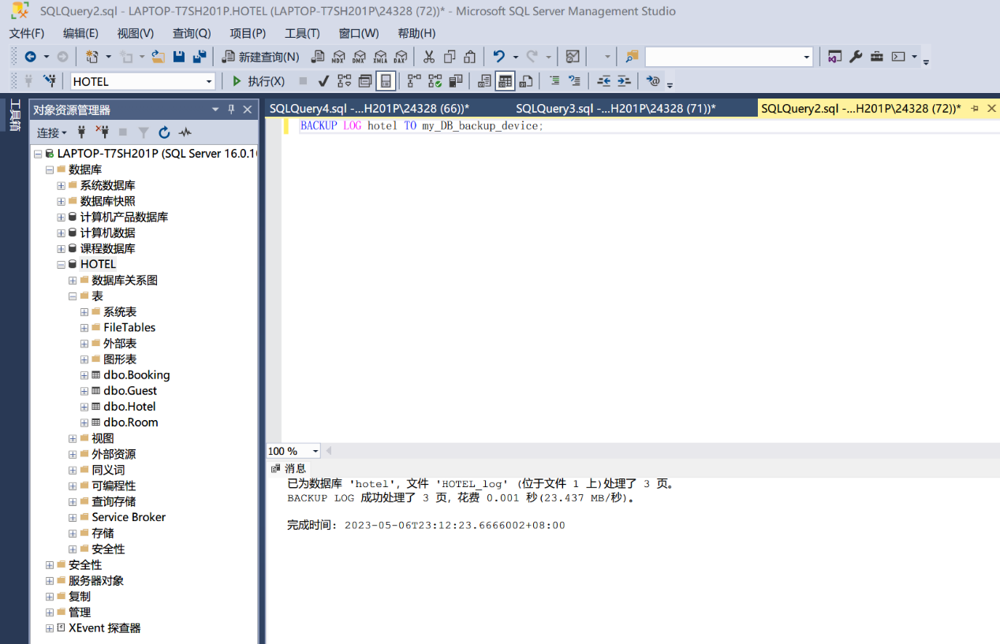 SQLQuery2.sql - LAPTOP-T7SH201P.HOTEL (LAPTOP-T7SH201P\24328 (72))* - Microsoft SQL Server Management Studio
文件(F) 编辑(E) 视图(V) 查询(Q) 项目(P) 工具(T) 窗口(W) 帮助(H)
新建查询(N) MDX DMX XMLA DAX
HOTEL 执行(X)
工具箱
对象资源管理器
SQLQuery4.sql -...H201P\24328 (66))* SQLQuery3.sql -...H201P\24328 (71))* SQLQuery2.sql -...H201P\24328 (72))*
连接
LAPTOP-T7SH201P (SQL Server 16.0.1
数据库
系统数据库
数据库快照
计算机产品数据库
计算机数据
课程数据库
HOTEL
数据库关系图
表
系统表
FileTables
外部表
图形表
dbo.Booking
dbo.Guest
dbo.Hotel
dbo.Room
视图
外部资源
同义词
可编程性
查询存储
Service Broker
存储
安全性
安全性
服务器对象
复制
管理
XEvent 探查器
BACKUP LOG hotel TO my_DB_backup_device;
100 %
消息
已为数据库 'hotel'，文件 'HOTEL_log' (位于文件 1 上)处理了 3 页。
BACKUP LOG 成功处理了 3 页，花费 0.001 秒(23.437 MB/秒)。
完成时间: 2023-05-06T23:12:23.6666002+08:00